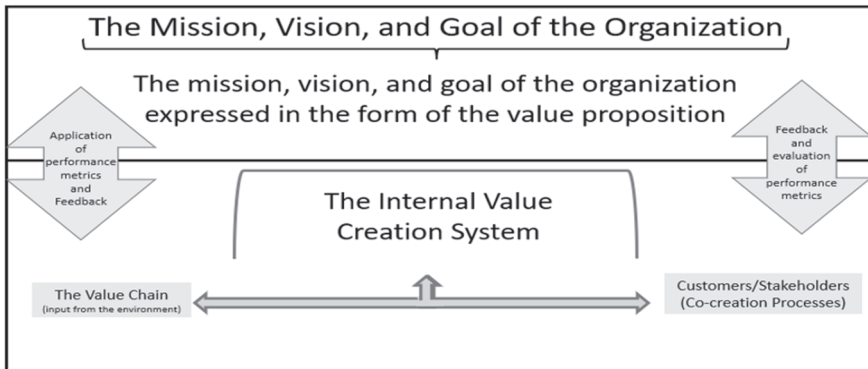 The Mission, Vision, and Goal of the Organization
The mission, vision, and goal of the organization
expressed in the form of the value proposition
Application
of
performance
metrics
and
Feedback
Feedback
and
evaluation
of
performance
metrics
The Internal Value
Creation System
The Value Chain
(input from the environment)
Customers/Stakeholders
(Co-creation Processes)